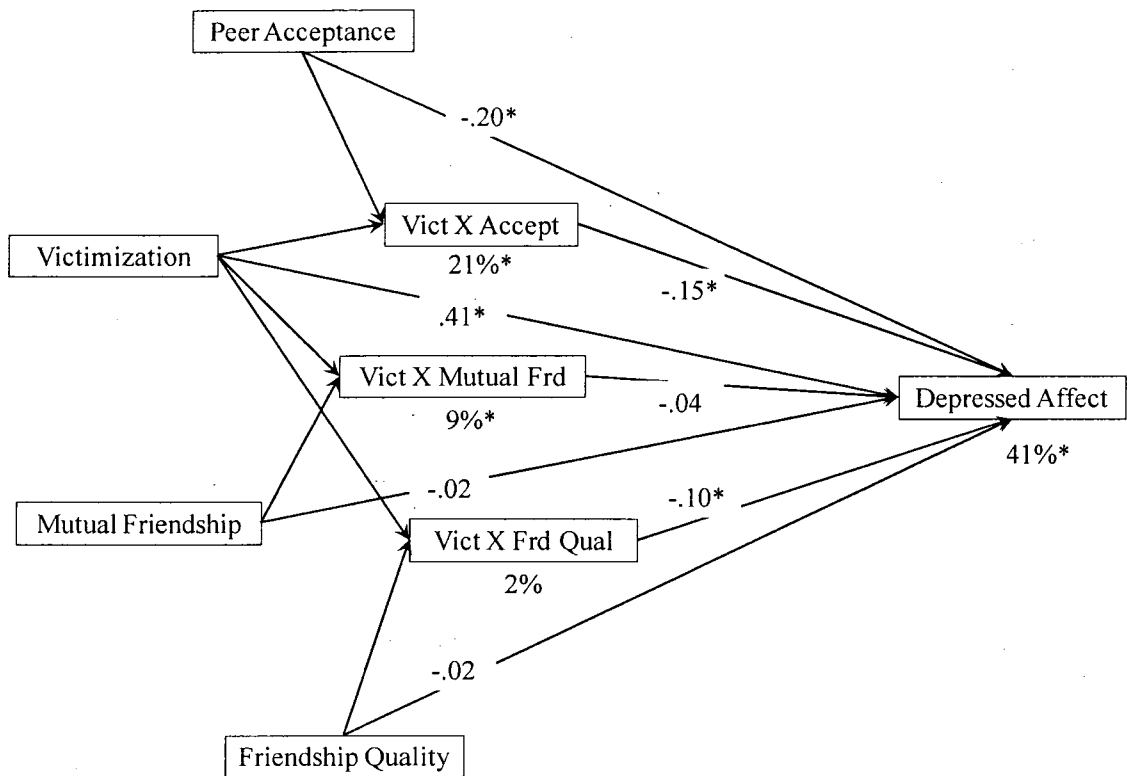 Peer Acceptance
-.20*
Vict X Accept
21%*
Victimization
-.15*
.41*
Vict X Mutual Frd
9%*
-.04
Depressed Affect
41%*
-.02
-.10*
Mutual Friendship
Vict X Frd Qual
2%
-.02
Friendship Quality